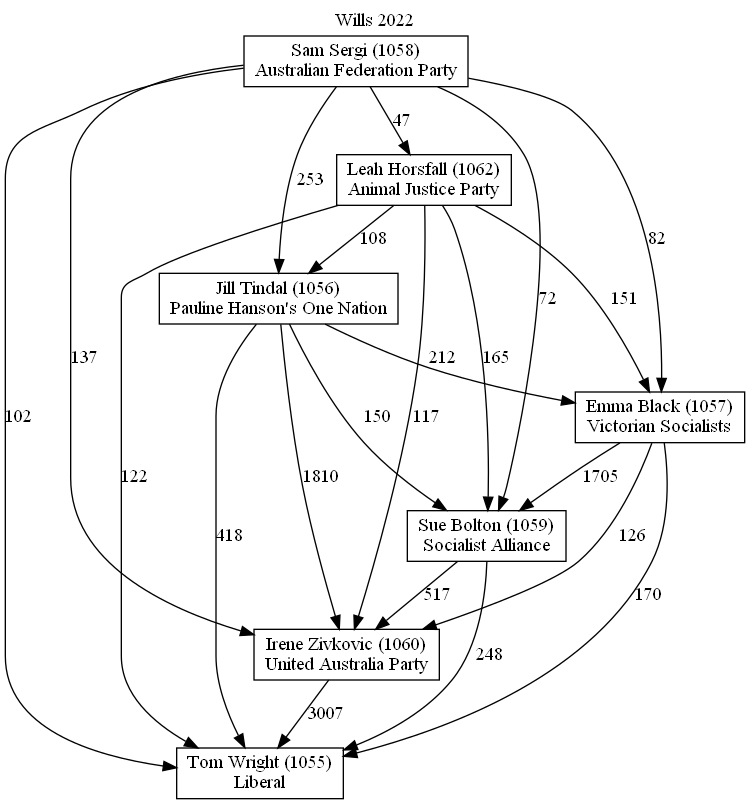 Wills 2022
Sam Sergi (1058)
Australian Federation Party
47
Leah Horsfall (1062)
Animal Justice Party
253
82
108
Jill Tindal (1056)
Pauline Hanson's One Nation
72
151
137
212
165
Emma Black (1057)
Victorian Socialists
102
150
117
122
1810
1705
Sue Bolton (1059)
Socialist Alliance
418
126
517
170
Irene Zivkovic (1060)
United Australia Party
248
3007
Tom Wright (1055)
Liberal